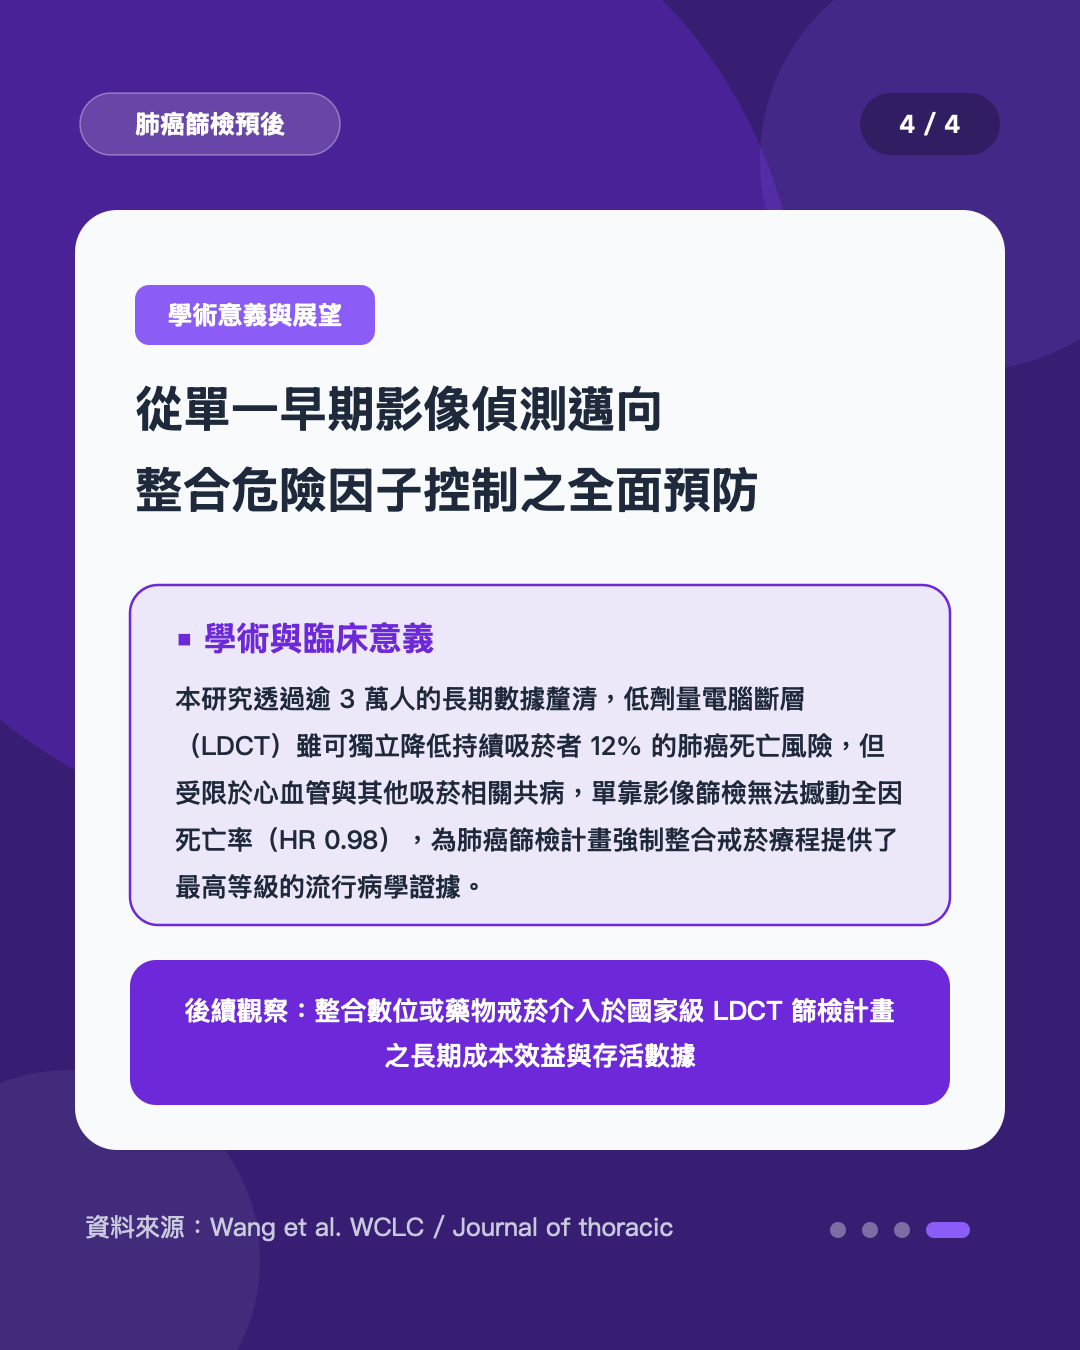 肺癌篩檢預後
4 / 4
學術意義與展望
從單一早期影像偵測邁向
整合危險因子控制之全面預防
▪ 學術與臨床意義
本研究透過逾 3 萬人的長期數據釐清，低劑量電腦斷層
（LDCT）雖可獨立降低持續吸菸者 12% 的肺癌死亡風險，但
受限於心血管與其他吸菸相關共病，單靠影像篩檢無法撼動全因
死亡率（HR 0.98），為肺癌篩檢計畫強制整合戒菸療程提供了
最高等級的流行病學證據。
後續觀察：整合數位或藥物戒菸介入於國家級 LDCT 篩檢計畫
之長期成本效益與存活數據
資料來源：Wang et al. WCLC / Journal of thoracic